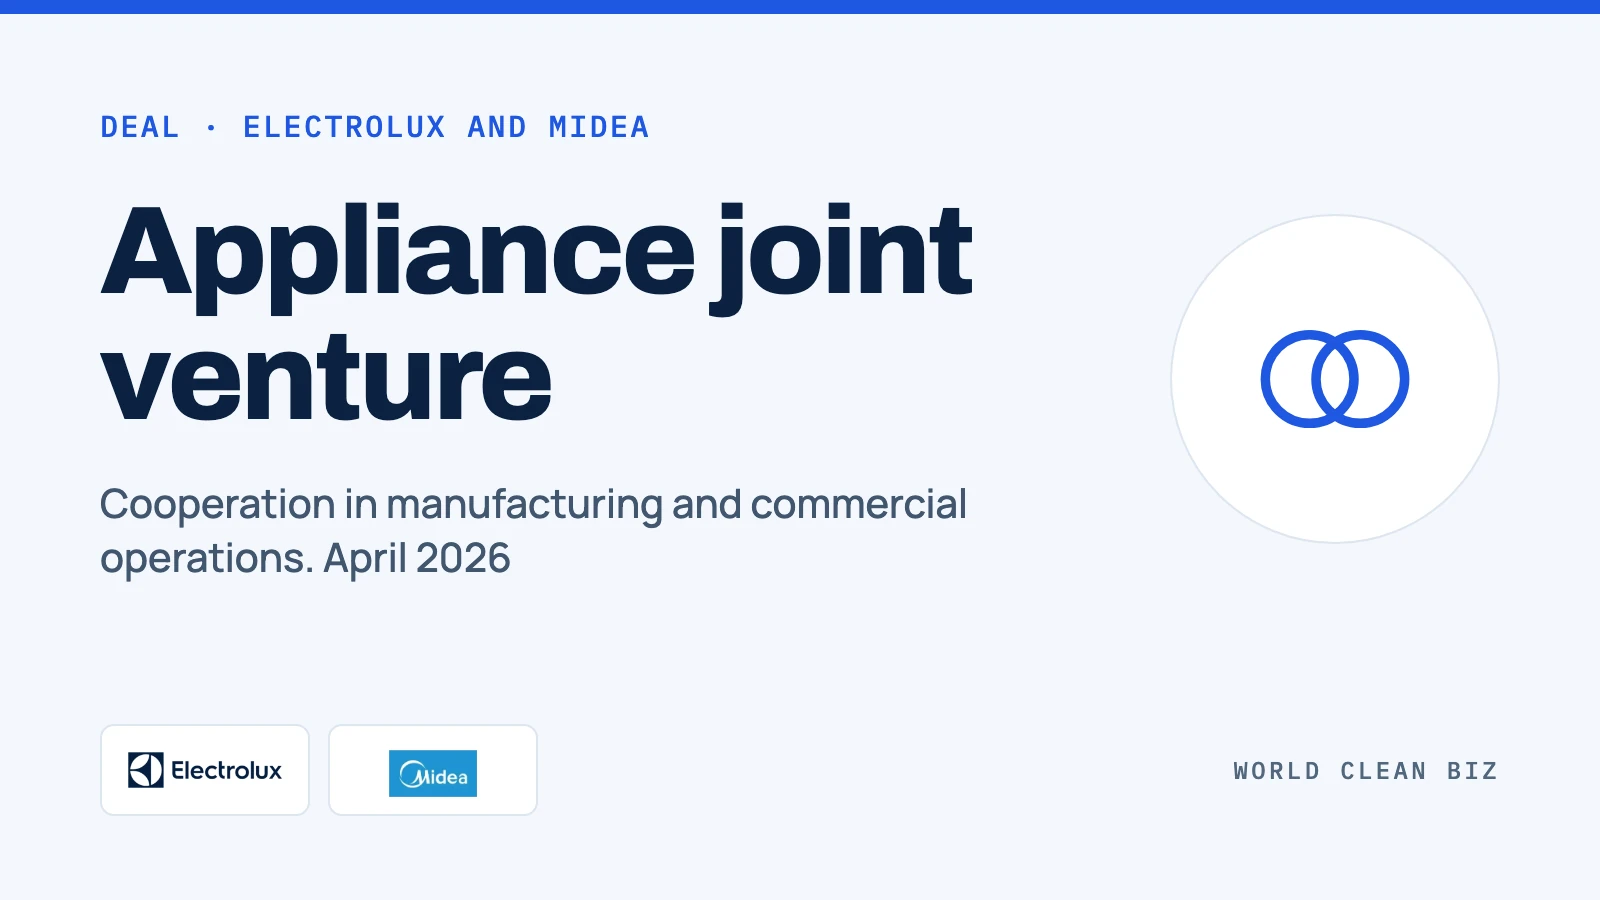 DEAL · ELECTROLUX AND MIDEA
Appliance joint
venture
Cooperation in manufacturing and commercial
operations. April 2026
Electrolux
Midea
WORLD CLEAN BIZ